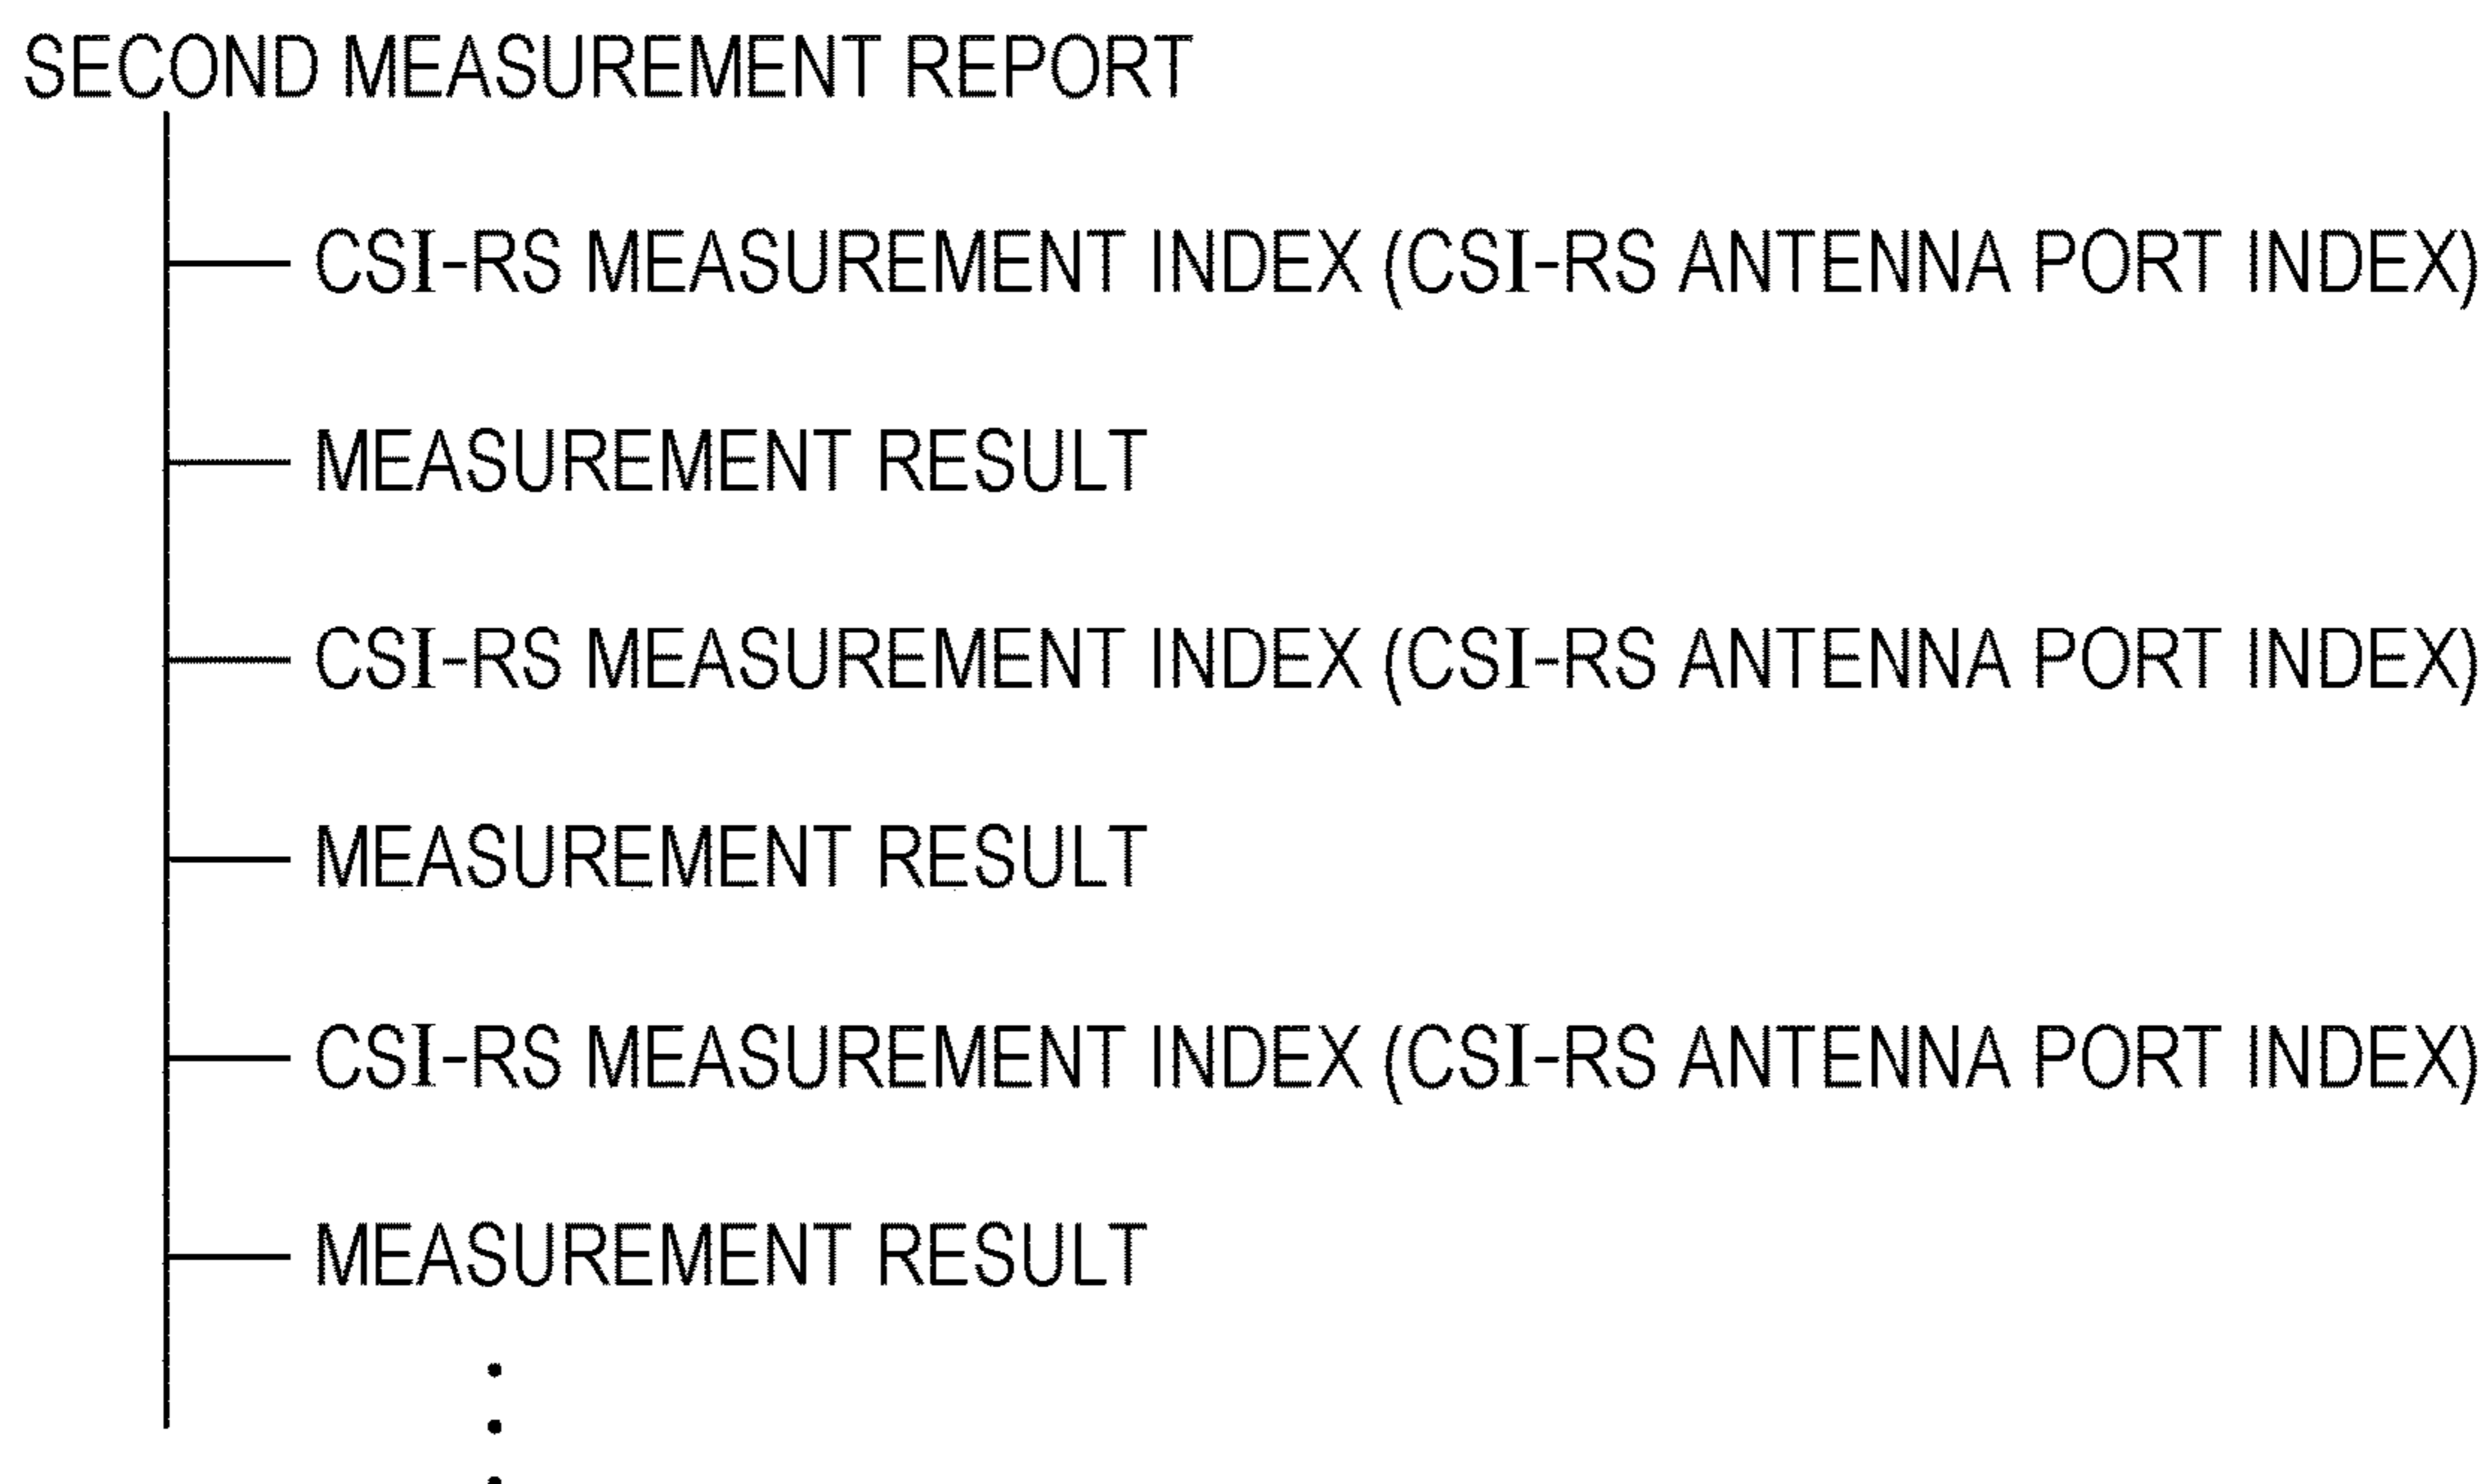 SECOND MEASUREMENT REPORT
CSI-RS MEASUREMENT INDEX (CSI-RS ANTENNA PORT INDEX)
MEASUREMENT RESULT
CSI-RS MEASUREMENT INDEX (CSI-RS ANTENNA PORT INDEX)
MEASUREMENT RESULT
CSI-RS MEASUREMENT INDEX (CSI-RS ANTENNA PORT INDEX)
MEASUREMENT RESULT